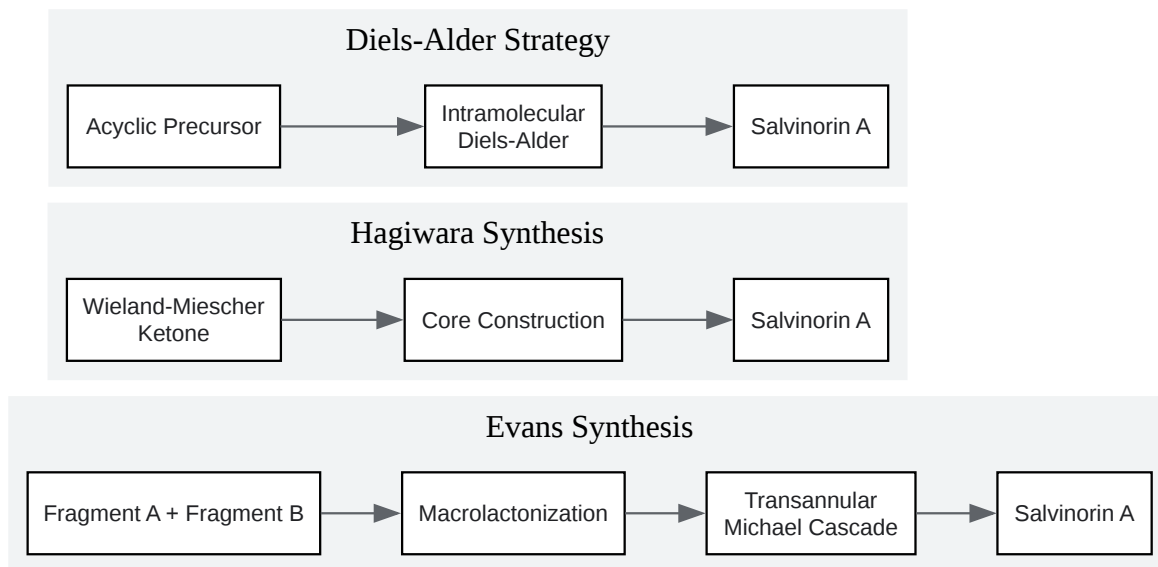 Diels-Alder Strategy
Acyclic Precursor
Intramolecular
Diels-Alder
Salvinorin A
Hagiwara Synthesis
Wieland-Miescher
Ketone
Core Construction
Salvinorin A
Evans Synthesis
Fragment A + Fragment B
Macrolactonization
Transannular
Michael Cascade
Salvinorin A